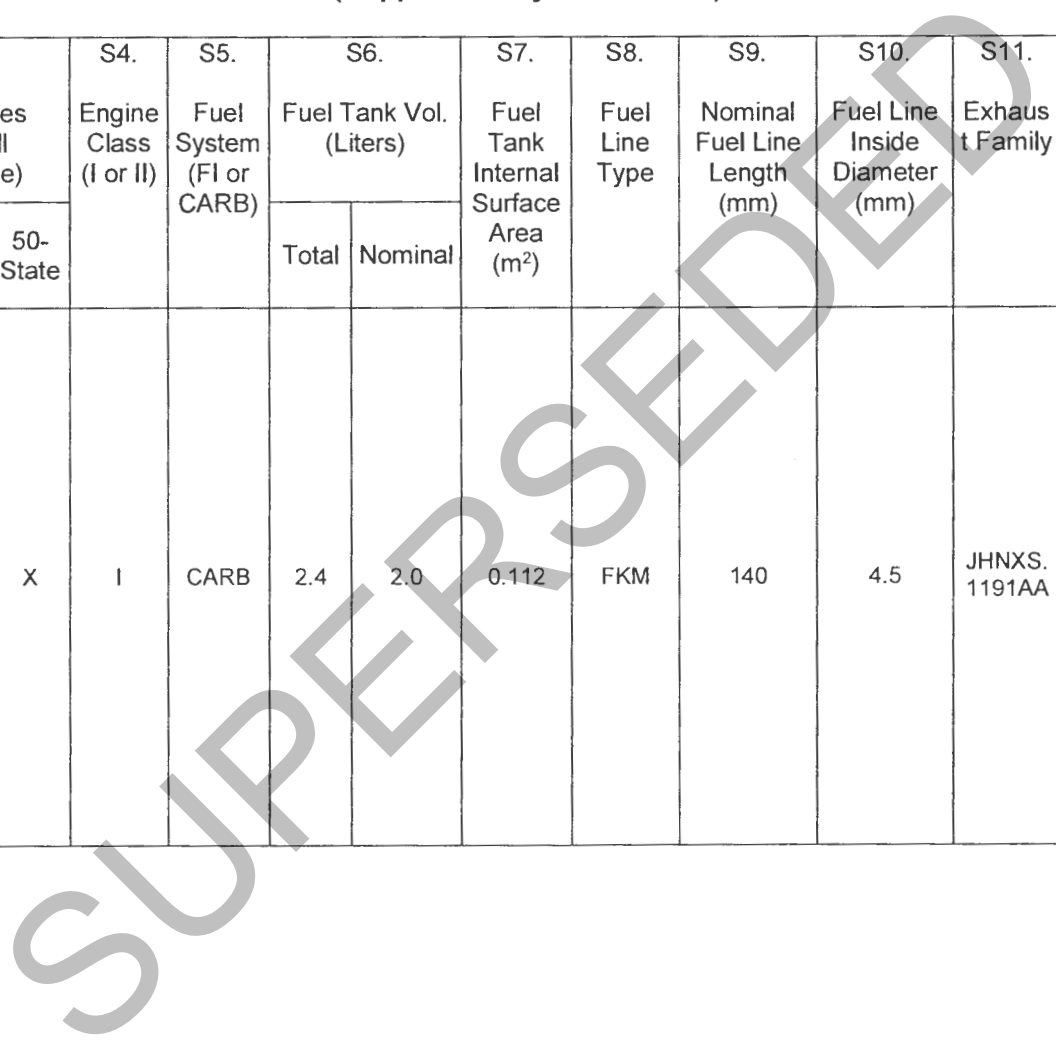 S4. S5. S6. S7. S8. S9. S10. S11.
es
ll
e)
50-
State
Engine
Class
(I or II)
Fuel
System
(FI or
CARB)
Fuel Tank Vol.
(Liters)
Total Nominal
Fuel
Tank
Internal
Surface
Area
(m²)
Fuel
Line
Type
Nominal
Fuel Line
Length
(mm)
Fuel Line
Inside
Diameter
(mm)
Exhaus
t Family
X I CARB 2.4 2.0 0.112 FKM 140 4.5 JHNXS.
1191AA
SUPERSEDED